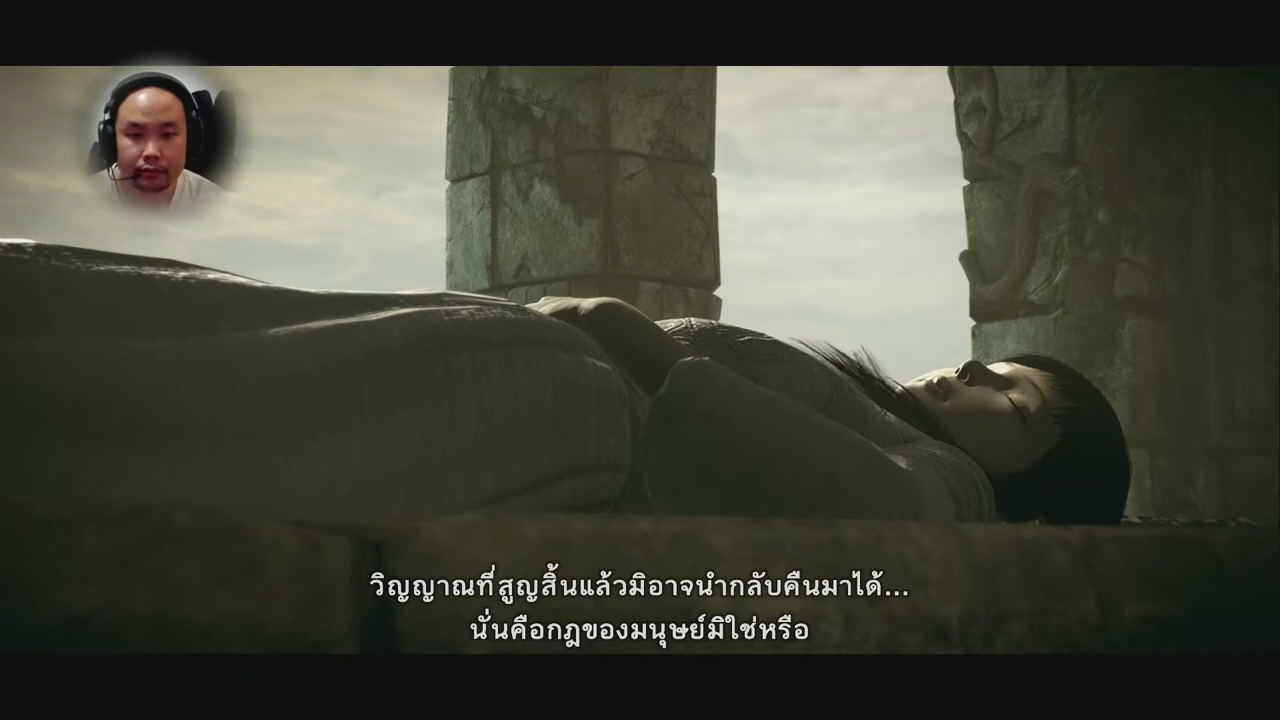 วิญญาณที่สูญสิ้นแล้วมิอาจนำกลับคืนมาได้...
นั่นคือกฎของมนุษย์มิใช่หรือ